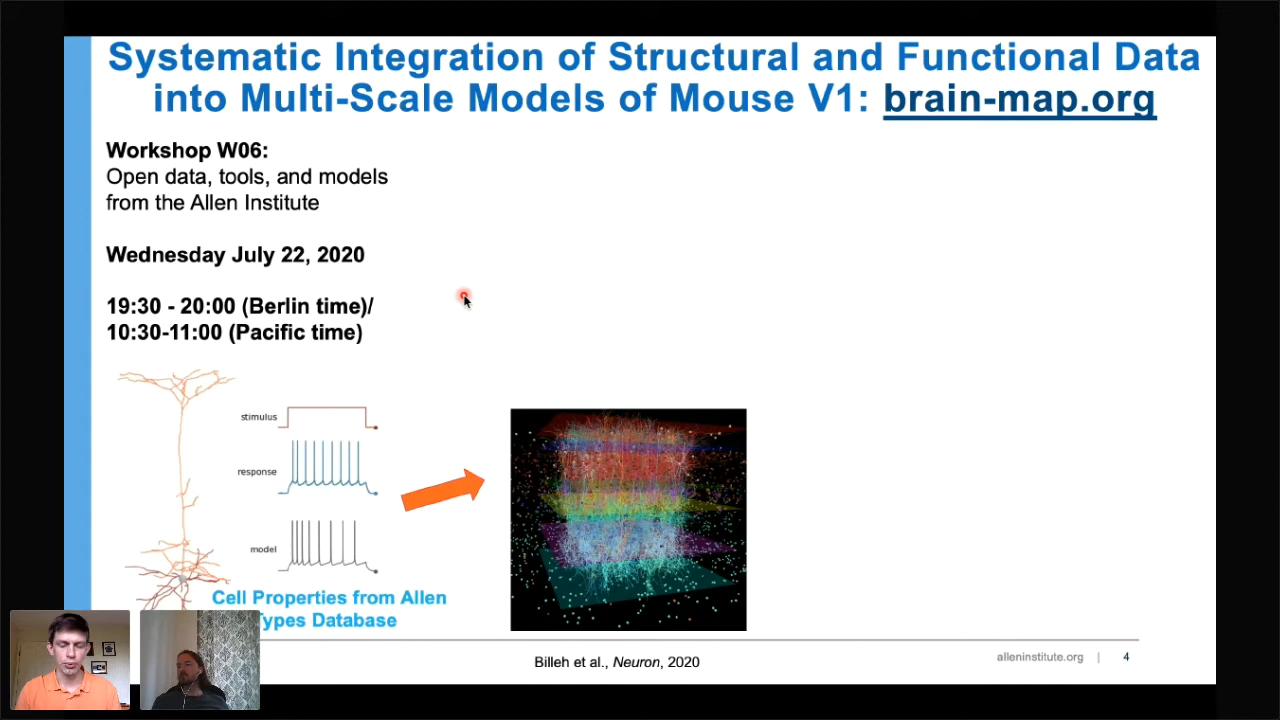 Systematic Integration of Structural and Functional Data
into Multi-Scale Models of Mouse V1: brain-map.org
Workshop W06:
Open data, tools, and models
from the Allen Institute
Wednesday July 22, 2020
19:30 - 20:00 (Berlin time)/
10:30-11:00 (Pacific time)
stimulus
response
model
Cell Properties from Allen
Types Database
Billeh et al., Neuron, 2020
alleninstitute.org | 4